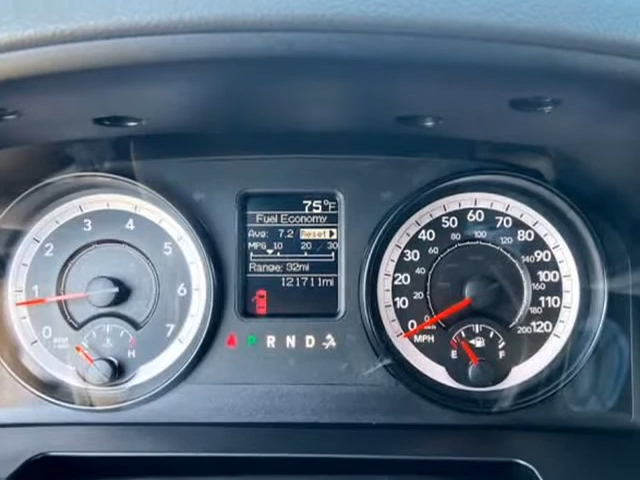 75°F
Fuel Economy
Avg: 7.2 Reset
MPG 10 20 30
Range: 32mi
121711mi
P R N D
0 1 2 3 4 5 6 7
H
0 10 20 30 40 50 60 70 80 90 100 110 120
0 20 40 60 80 100 120 140 160 180 200
MPH
E F